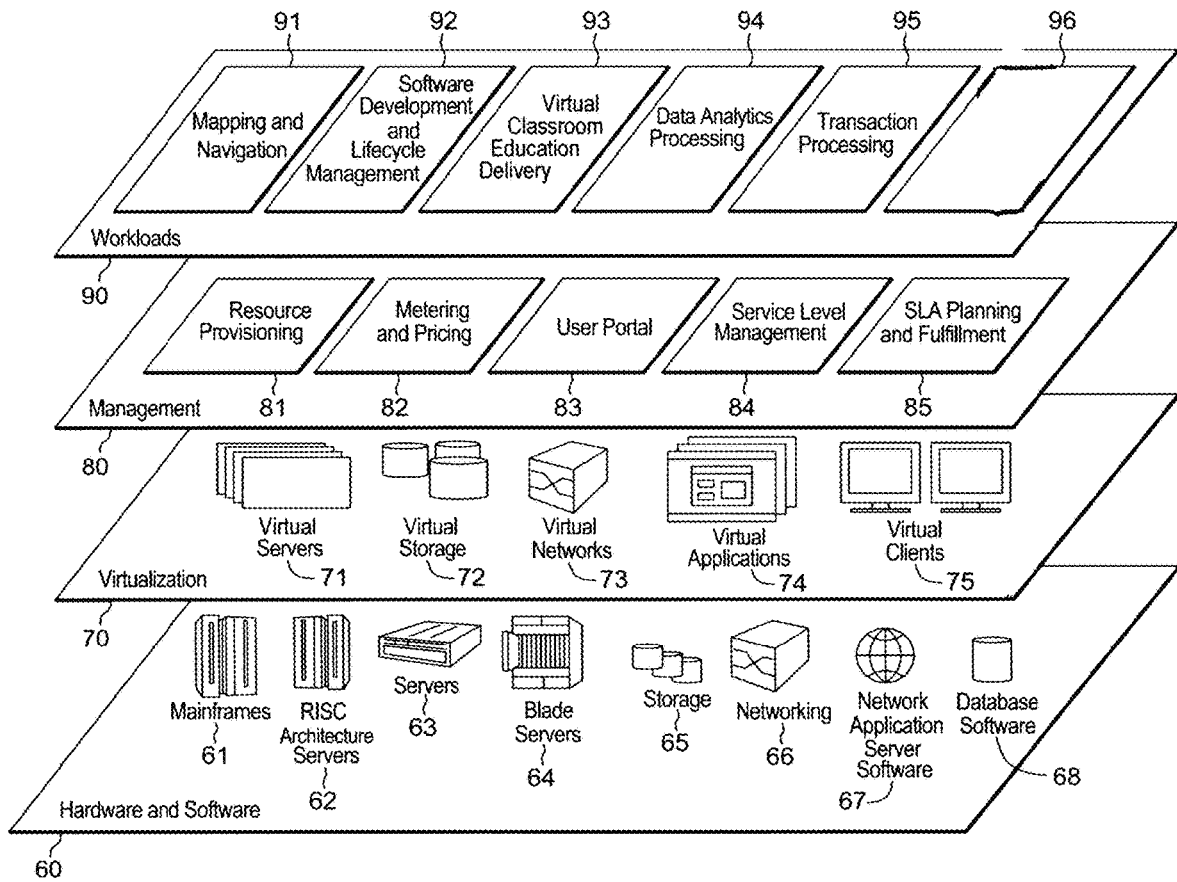 91
92
93
94
95
96
Mapping and
Navigation
Software
Development
and
Lifecycle
Management
Virtual
Classroom
Education
Delivery
Data Analytics
Processing
Transaction
Processing
Workloads
90
Resource
Provisioning
Metering
and Pricing
User Portal
Service Level
Management
SLA Planning
and Fulfillment
81
82
83
84
85
Management
80
Virtual
Servers
71
Virtual
Storage
72
Virtual
Networks
73
Virtual
Applications
74
Virtual
Clients
75
Virtualization
70
Mainframes
61
RISC
Architecture
Servers
62
Servers
63
Blade
Servers
64
Storage
65
Networking
66
Network
Application
Server
Software
67
Database
Software
68
Hardware and Software
60